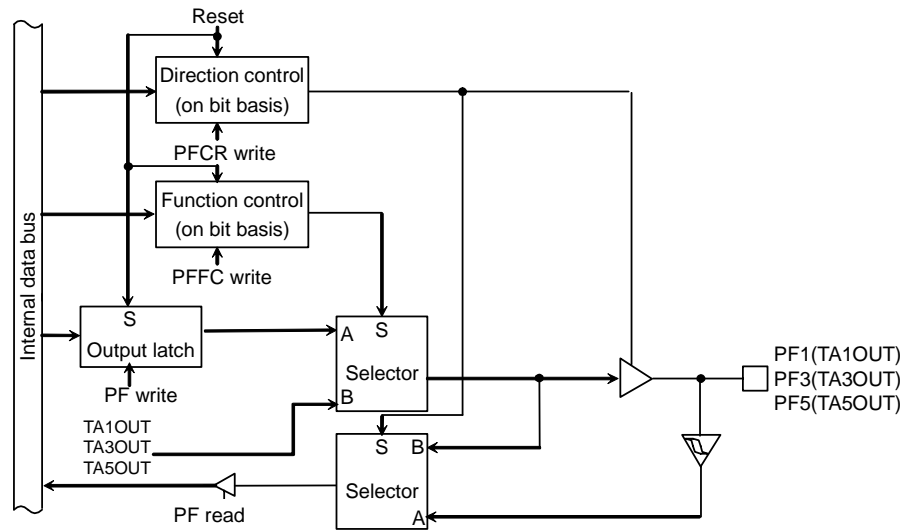 Reset
Direction control
(on bit basis)
PFCR write
Function control
(on bit basis)
PFFC write
Internal data bus
S
Output latch
PF write
A
S
Selector
B
TA1OUT
TA3OUT
TA5OUT
PF1(TA1OUT)
PF3(TA3OUT)
PF5(TA5OUT)
S
B
Selector
A
PF read